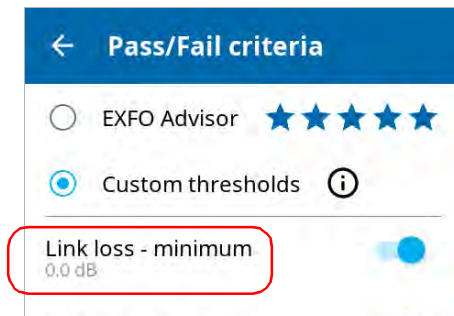 Pass/Fail criteria
EXFO Advisor
Custom thresholds
Link loss - minimum
0.0 dB